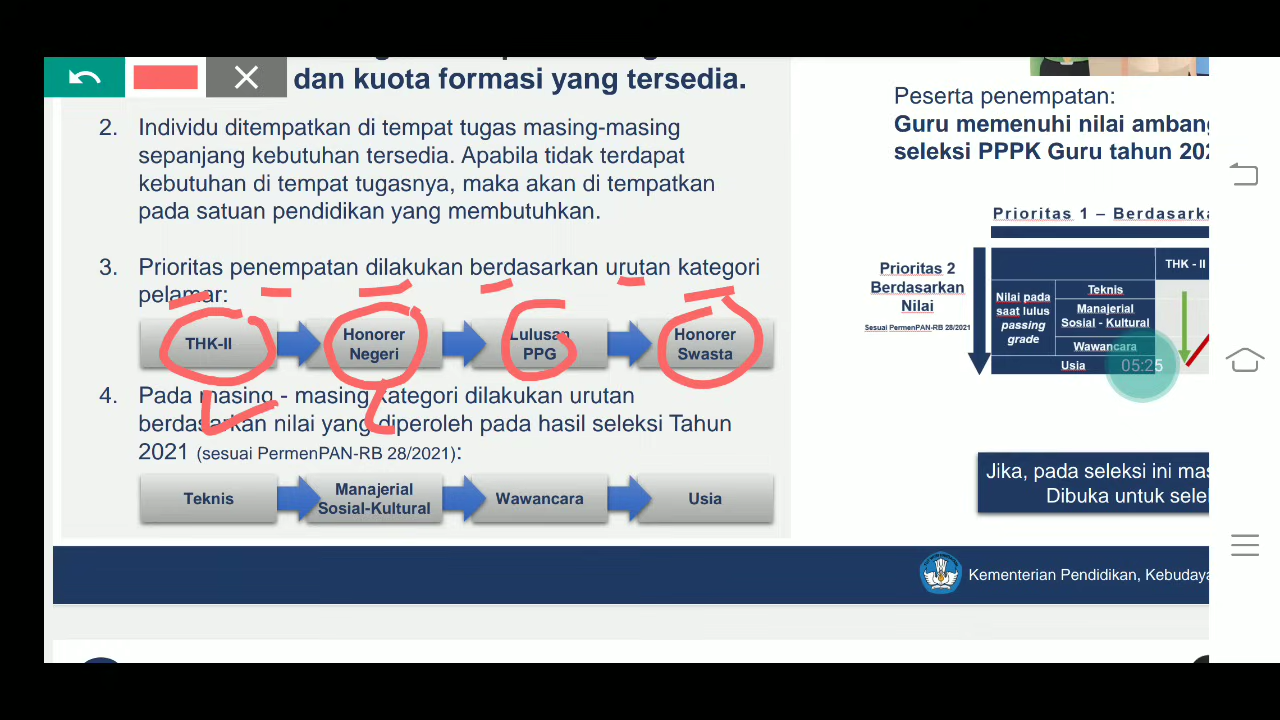 dan kuota formasi yang tersedia.
2. Individu ditempatkan di tempat tugas masing-masing
sepanjang kebutuhan tersedia. Apabila tidak terdapat
kebutuhan di tempat tugasnya, maka akan di tempatkan
pada satuan pendidikan yang membutuhkan.
3. Prioritas penempatan dilakukan berdasarkan urutan kategori
pelamar:
THK-II
Honorer
Negeri
Lulusan
PPG
Honorer
Swasta
4. Pada masing - masing kategori dilakukan urutan
berdasarkan nilai yang diperoleh pada hasil seleksi Tahun
2021 (sesuai PermenPAN-RB 28/2021):
Teknis
Manajerial
Sosial-Kultural
Wawancara
Usia
Peserta penempatan:
Guru memenuhi nilai ambang
seleksi PPPK Guru tahun
Prioritas 1 – Berdasarka
Prioritas 2
Berdasarkan
Nilai
Sesuai PermenPAN-RB 28/2021
THK - II
Nilai pada
saat lulus
passing
grade
Teknis
Manajerial
Sosial - Kultural
Wawancara
Usia
05:25
Jika, pada seleksi ini mas
Dibuka untuk sele
Kementerian Pendidikan, Kebudaya